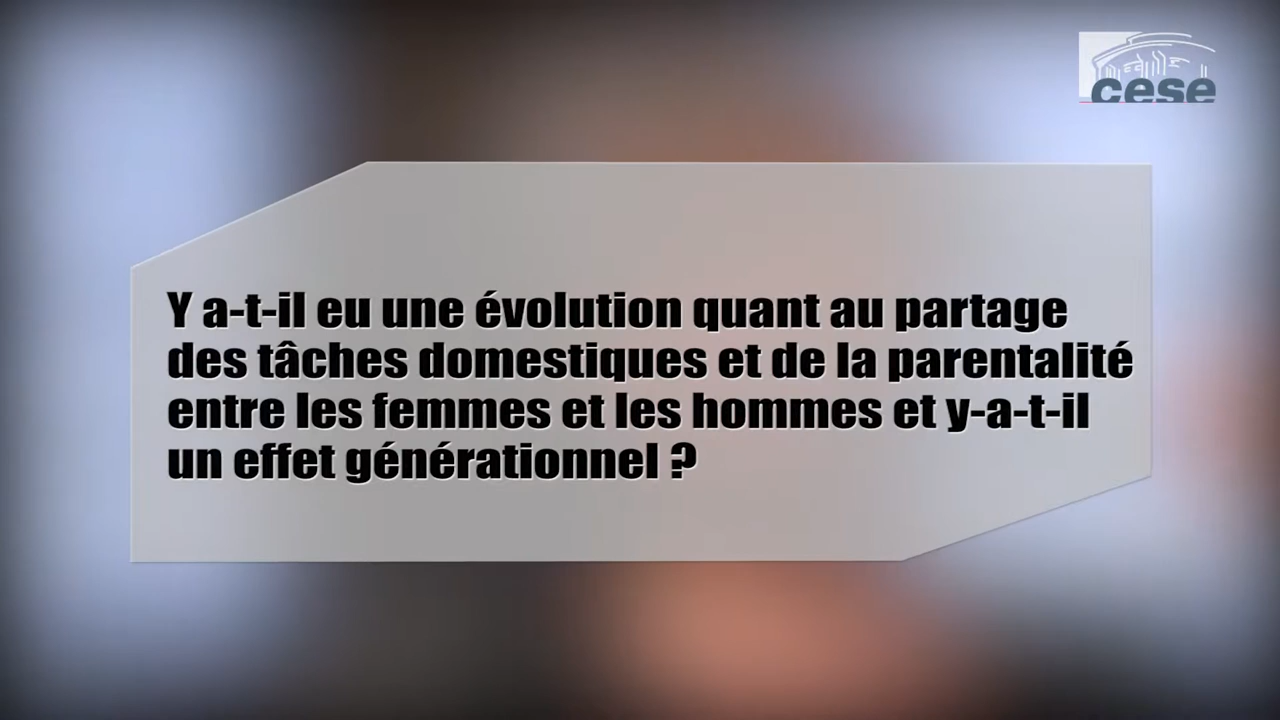 cese
Y a-t-il eu une évolution quant au partage
des tâches domestiques et de la parentalité
entre les femmes et les hommes et y-a-t-il
un effet générationnel ?